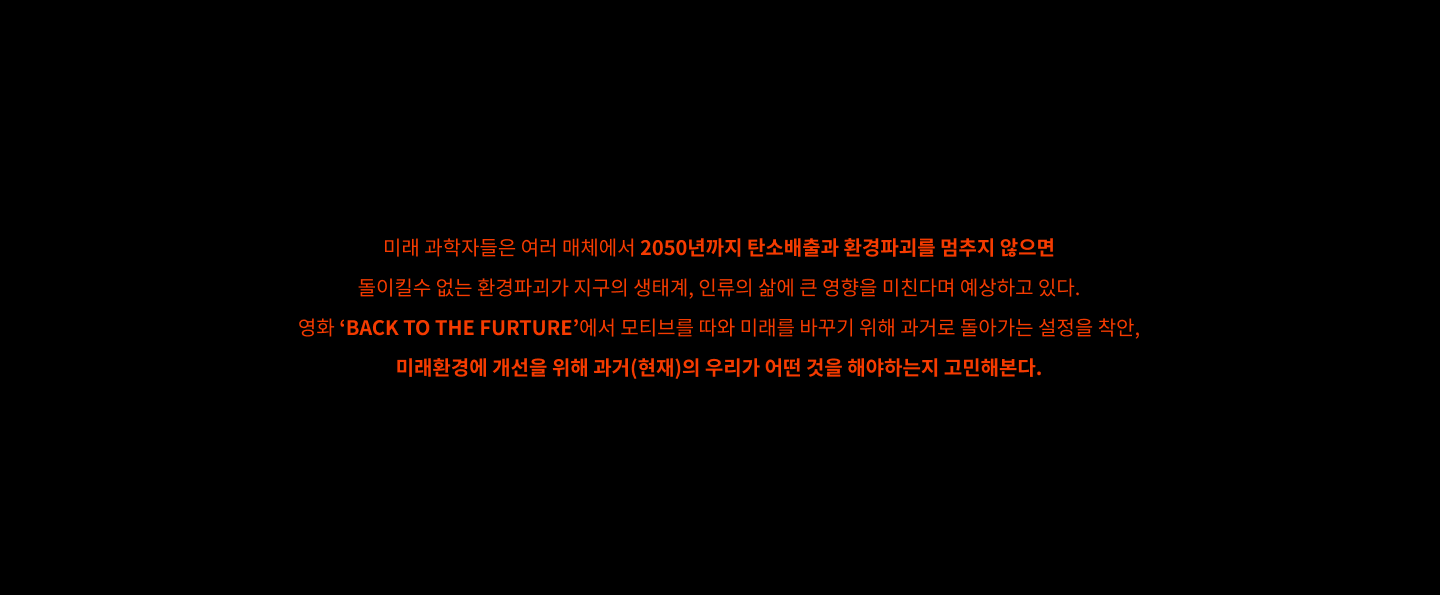 미래 과학자들은 여러 매체에서 2050년까지 탄소배출과 환경파괴를 멈추지 않으면
돌이킬수 없는 환경파괴가 지구의 생태계, 인류의 삶에 큰 영향을 미친다며 예상하고 있다.
영화 ‘BACK TO THE FURTURE’에서 모티브를 따와 미래를 바꾸기 위해 과거로 돌아가는 설정을 착안,
미래환경에 개선을 위해 과거(현재)의 우리가 어떤 것을 해야하는지 고민해본다.